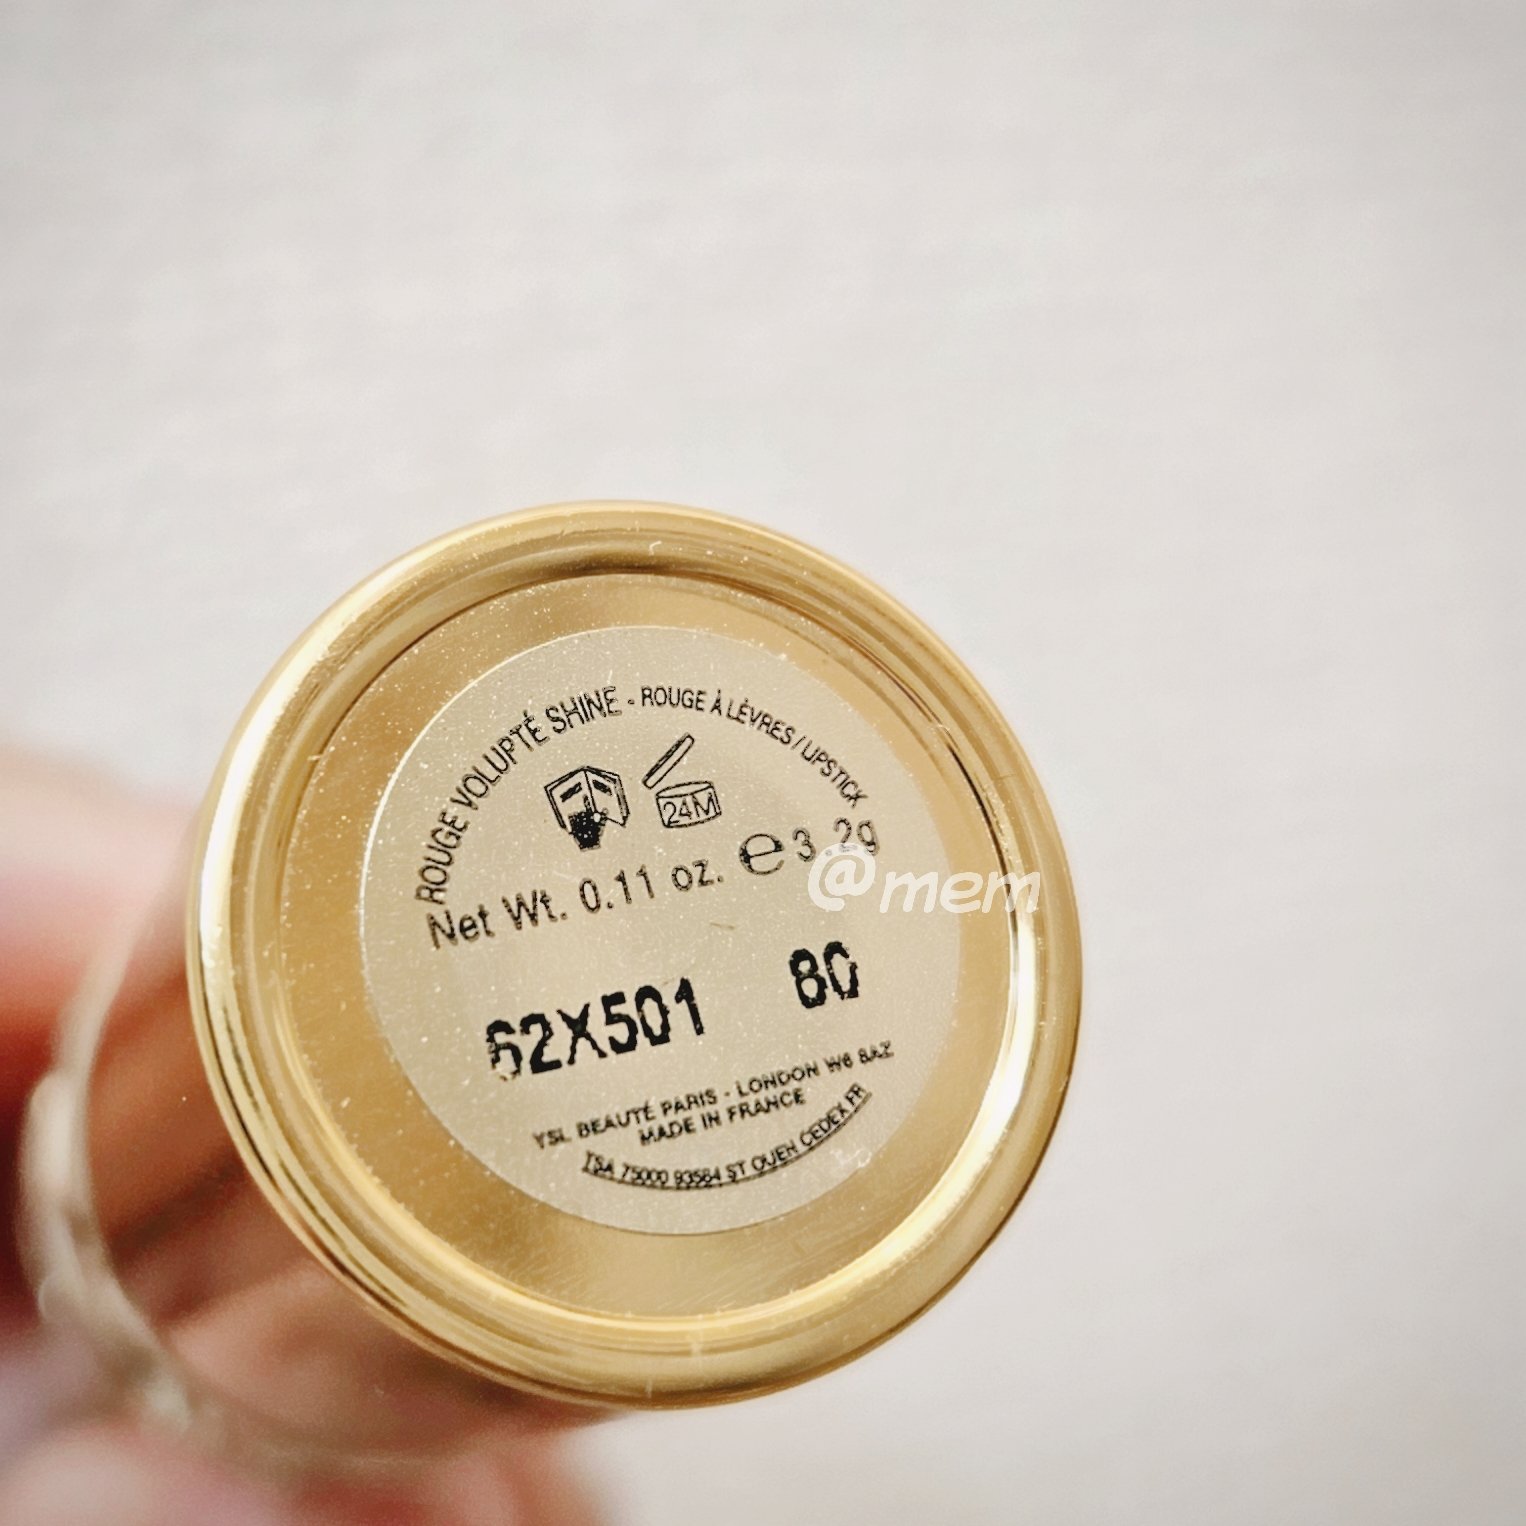 ROUGE VOLUPTÉ SHINE - ROUGE À LÈVRES / LIPSTICK
24M
Net Wt. 0.11 oz. ℮ 3.2g
@mem
62X501 80
YSL BEAUTÉ PARIS - LONDON W6 8AZ
MADE IN FRANCE
TSA 75000 93584 ST OUEN CEDEX FR